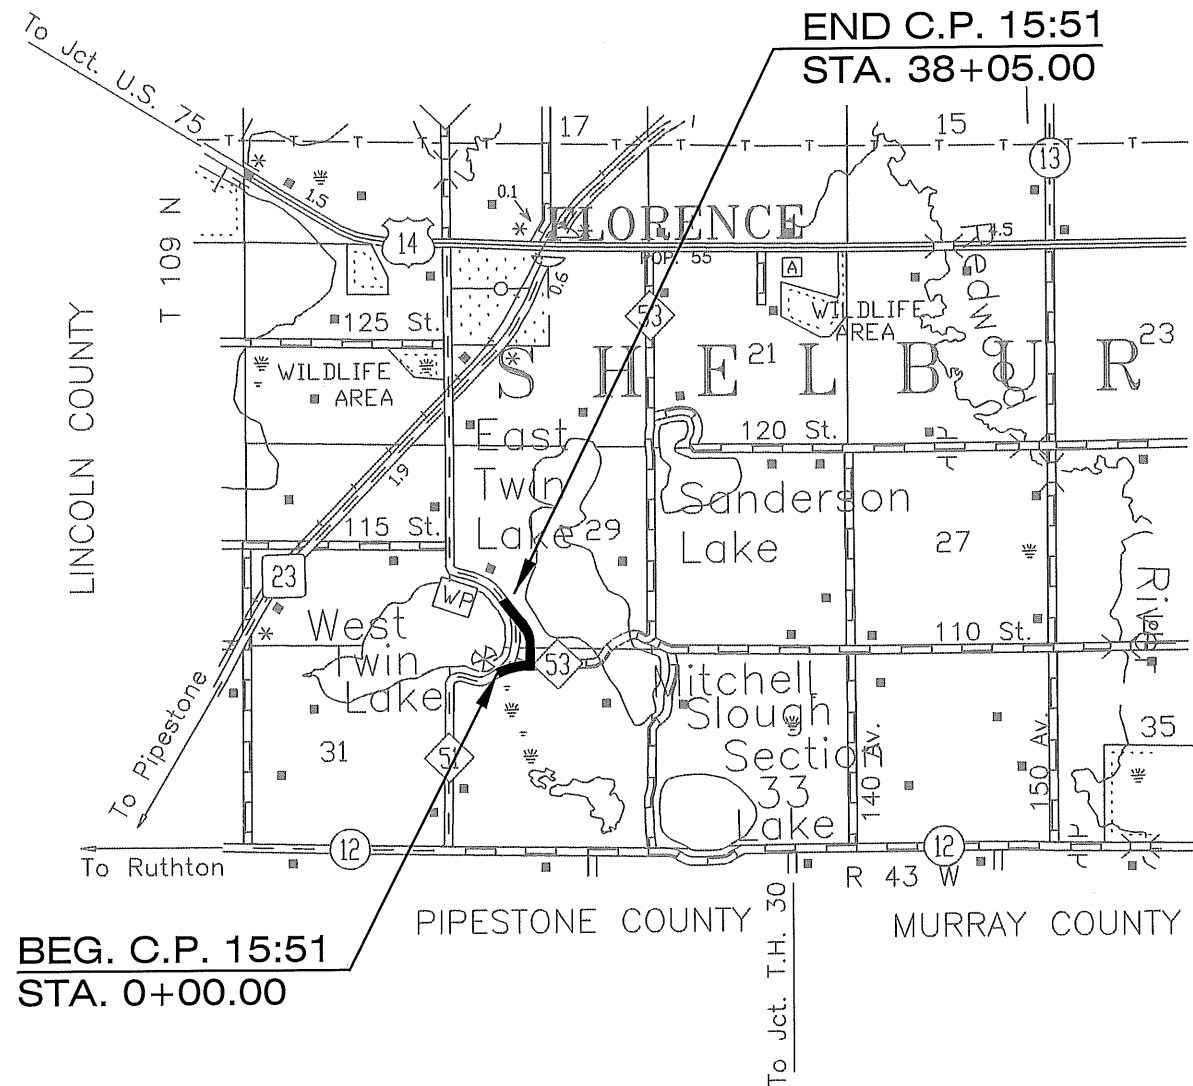 To Jct. U.S. 75
END C.P. 15:51
STA. 38+05.00
17
15
13
T
T
T
T
T
T
T
T
T
T
T
T 109 N
1.5
0.1
FLORENCE
POP. 55
14
4.5
0.6
A
Redwood
125 St.
53
WILDLIFE
AREA
LINCOLN COUNTY
WILDLIFE
AREA
SHELBUR
21
23
East
Twin
Lake
120 St.
1.9
Sanderson
Lake
115 St.
29
27
23
WP
River
West
Twin
Lake
110 St.
53
Mitchell
Slough
Section
33
Lake
To Pipestone
31
51
140 Av.
150 Av.
35
12
12
To Ruthton
R 43 W
PIPESTONE COUNTY
MURRAY COUNTY
BEG. C.P. 15:51
STA. 0+00.00
To Jct. T.H. 30